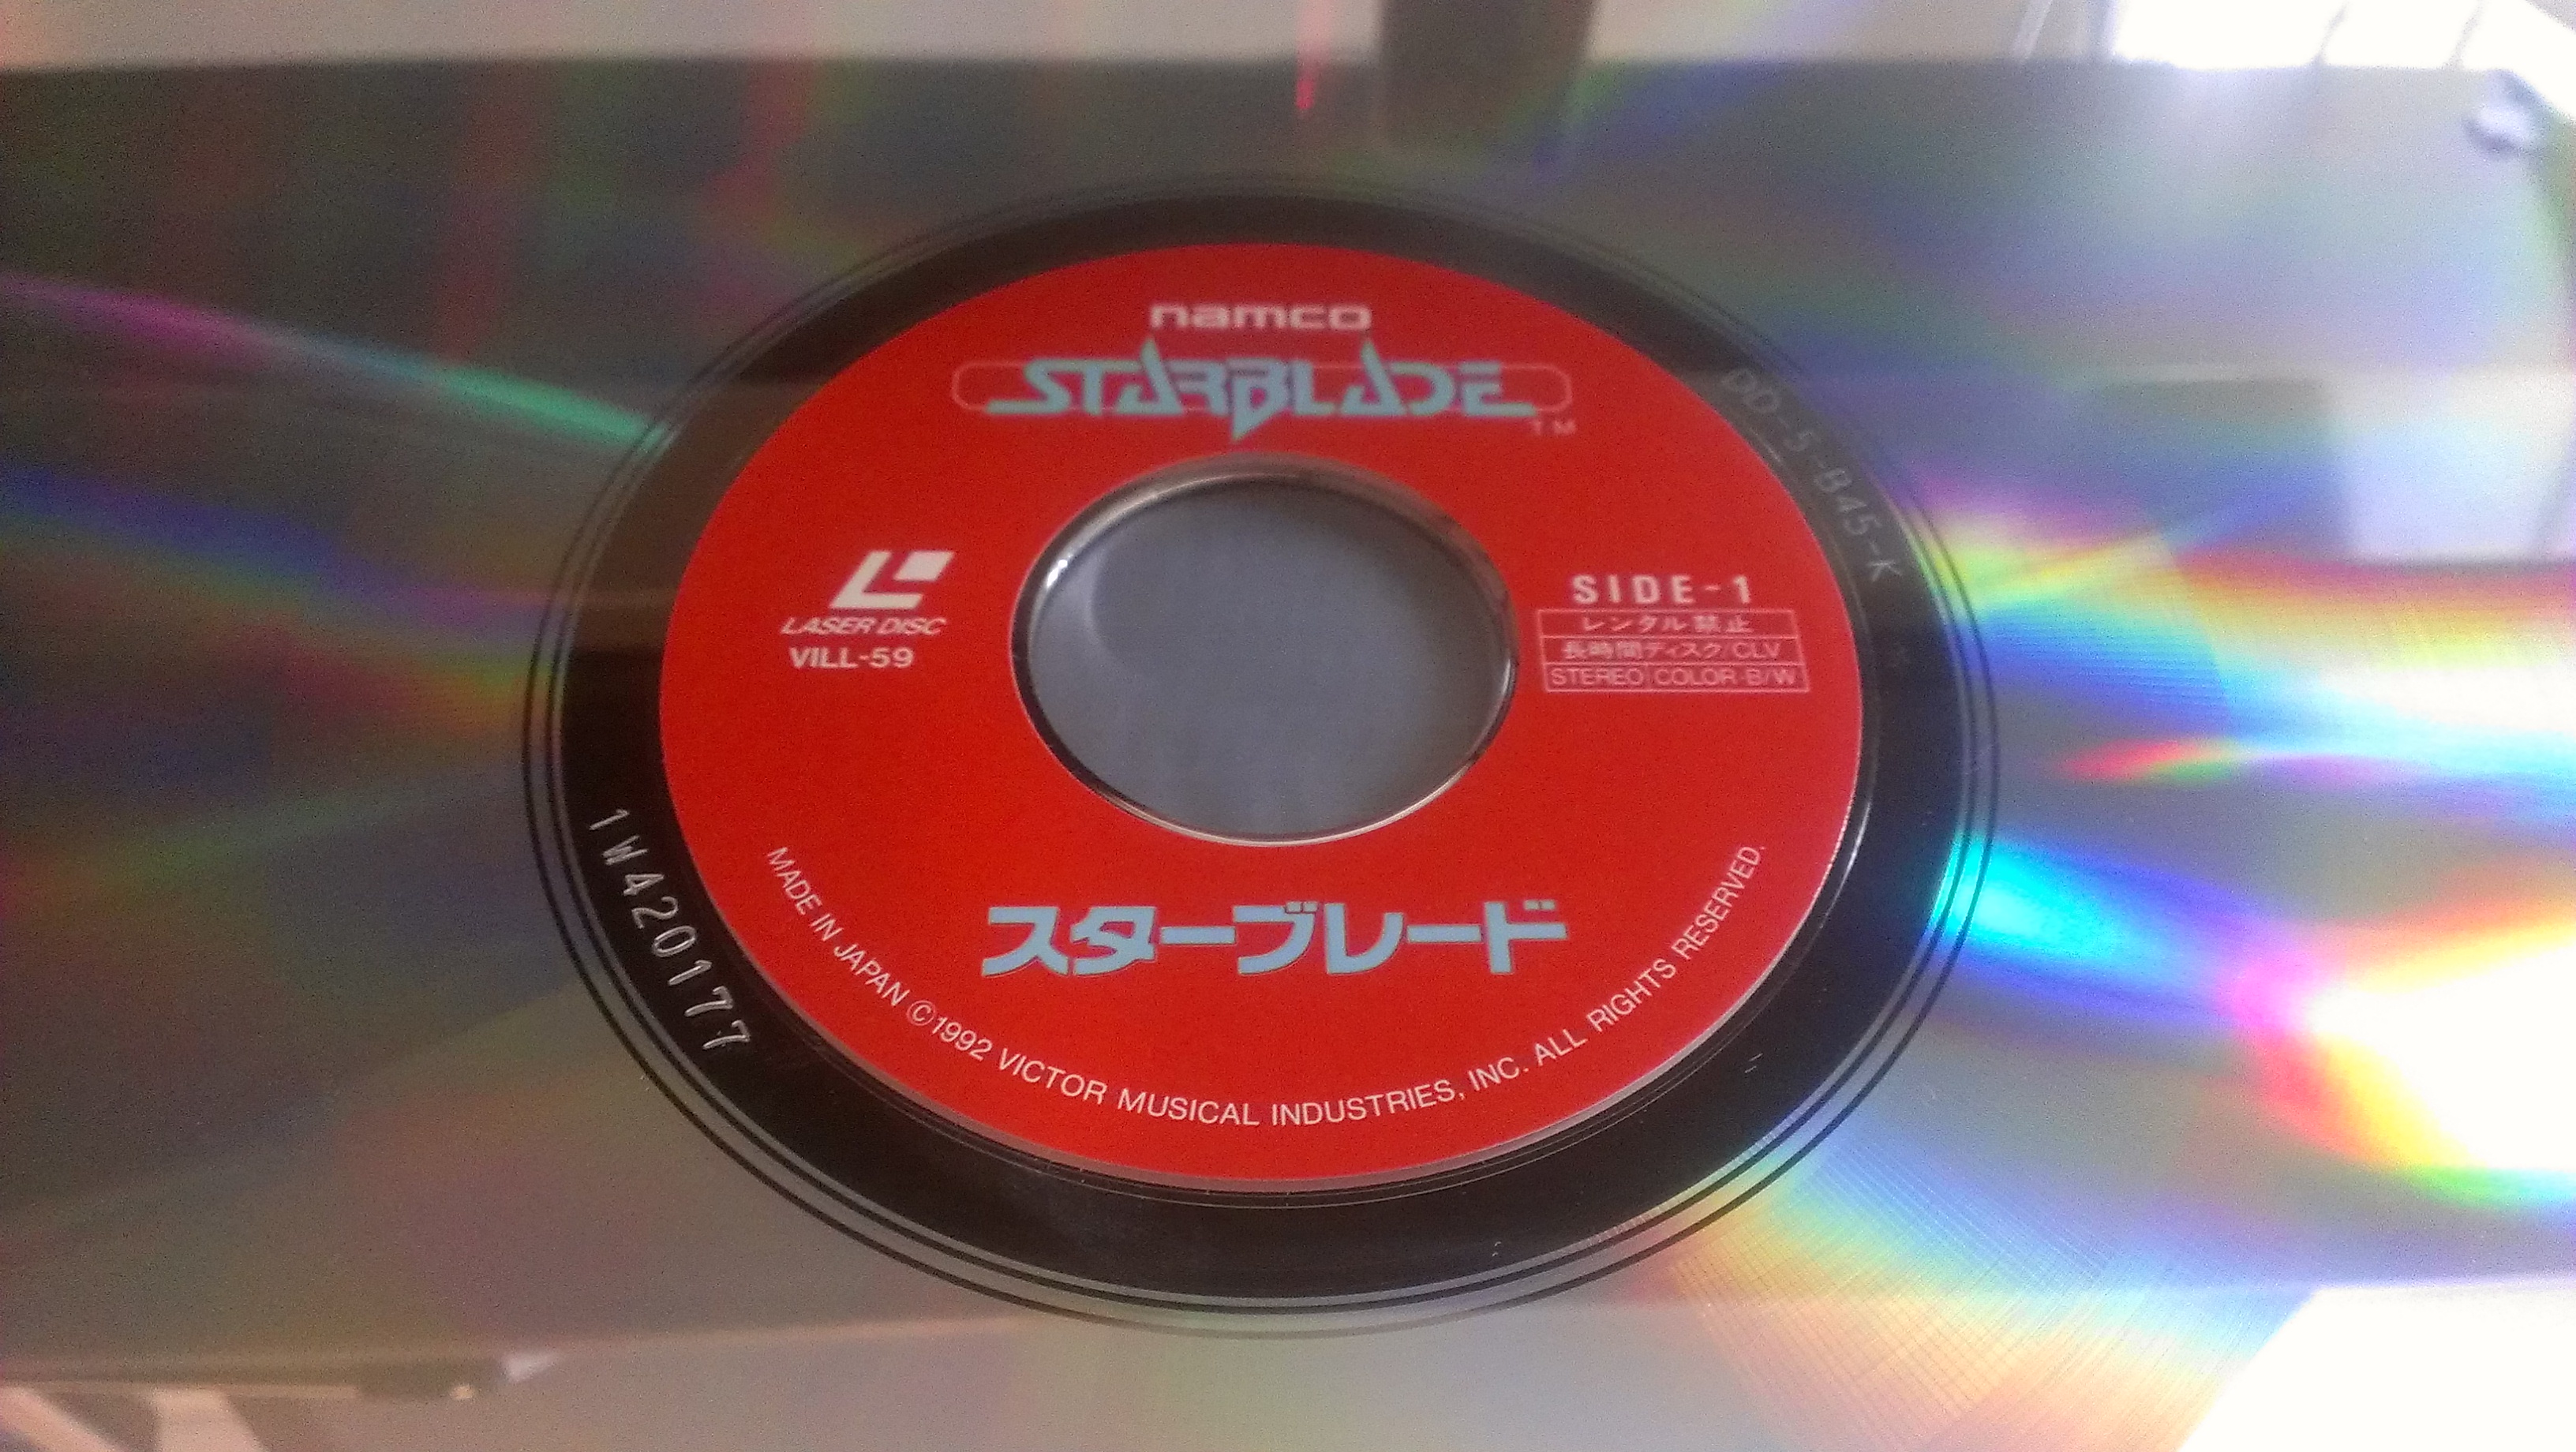 namco
STARBLADE
TM
LASER DISC
VILL-59
SIDE-1
レンタル禁止
長時間ディスク/CLV
STEREO COLOR・B/W
スターブレード
MADE IN JAPAN ©1992 VICTOR MUSICAL INDUSTRIES, INC. ALL RIGHTS RESERVED.
1W420177